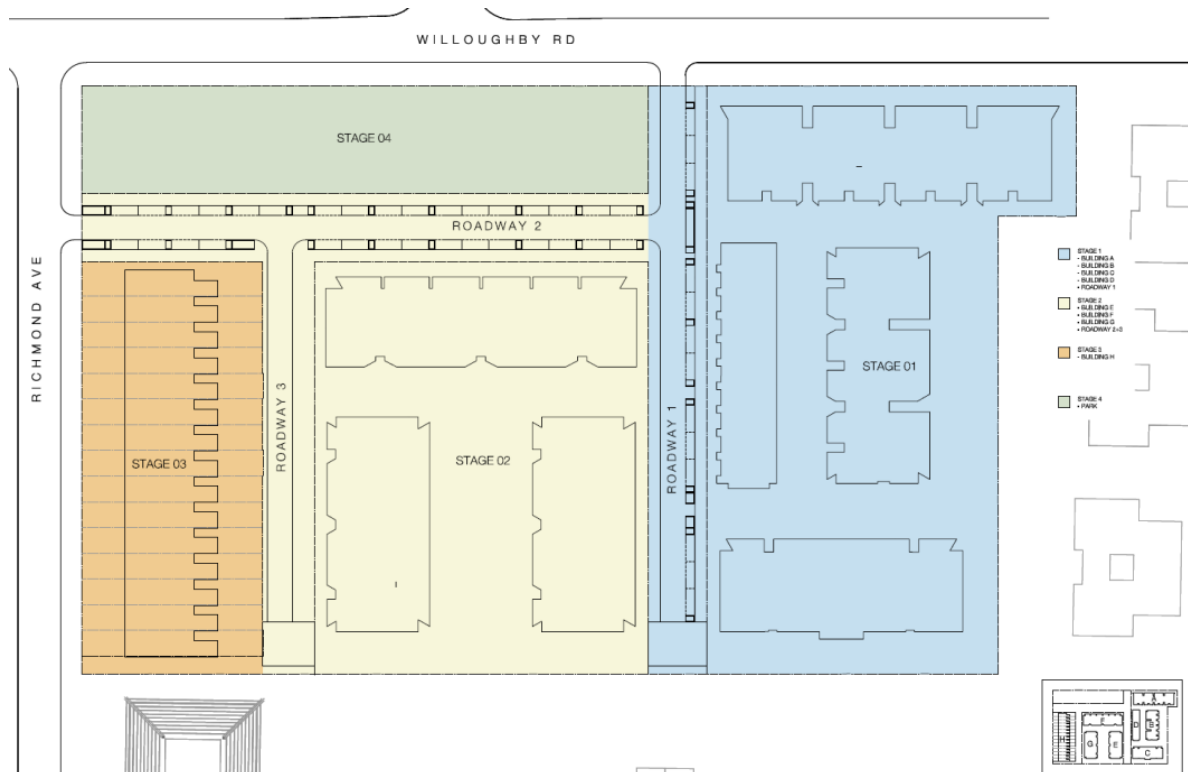 WILLOUGHBY RD
STAGE 04
ROADWAY 2
RICHMOND AVE
STAGE 1
- BUILDING A
- BUILDING B
- BUILDING C
- BUILDING D
• ROADWAY 1
STAGE 2
• BUILDING E
• BUILDING F
• BUILDING G
• ROADWAY 2+3
STAGE 3
- BUILDING H
STAGE 4
• PARK
STAGE 01
ROADWAY 3
ROADWAY 1
STAGE 03
STAGE 02
A
F
D
B
H
G
E
C